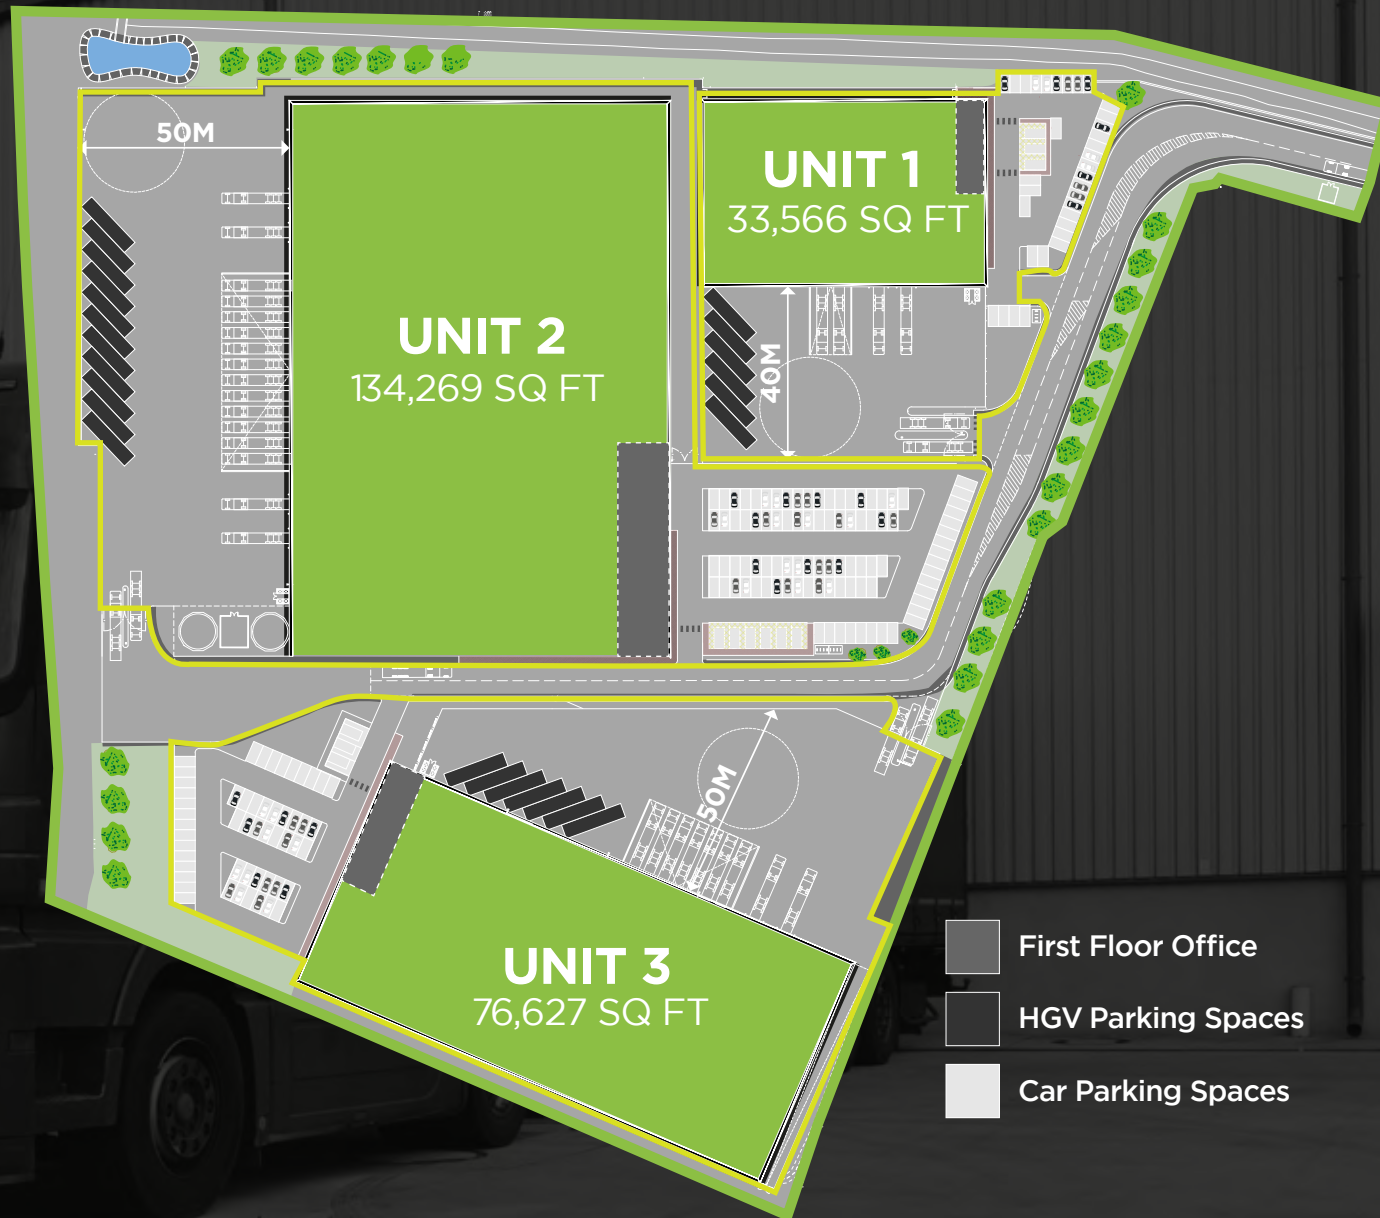 50M
UNIT 1
33,566 SQ FT
UNIT 2
134,269 SQ FT
40M
50M
UNIT 3
76,627 SQ FT
First Floor Office
HGV Parking Spaces
Car Parking Spaces